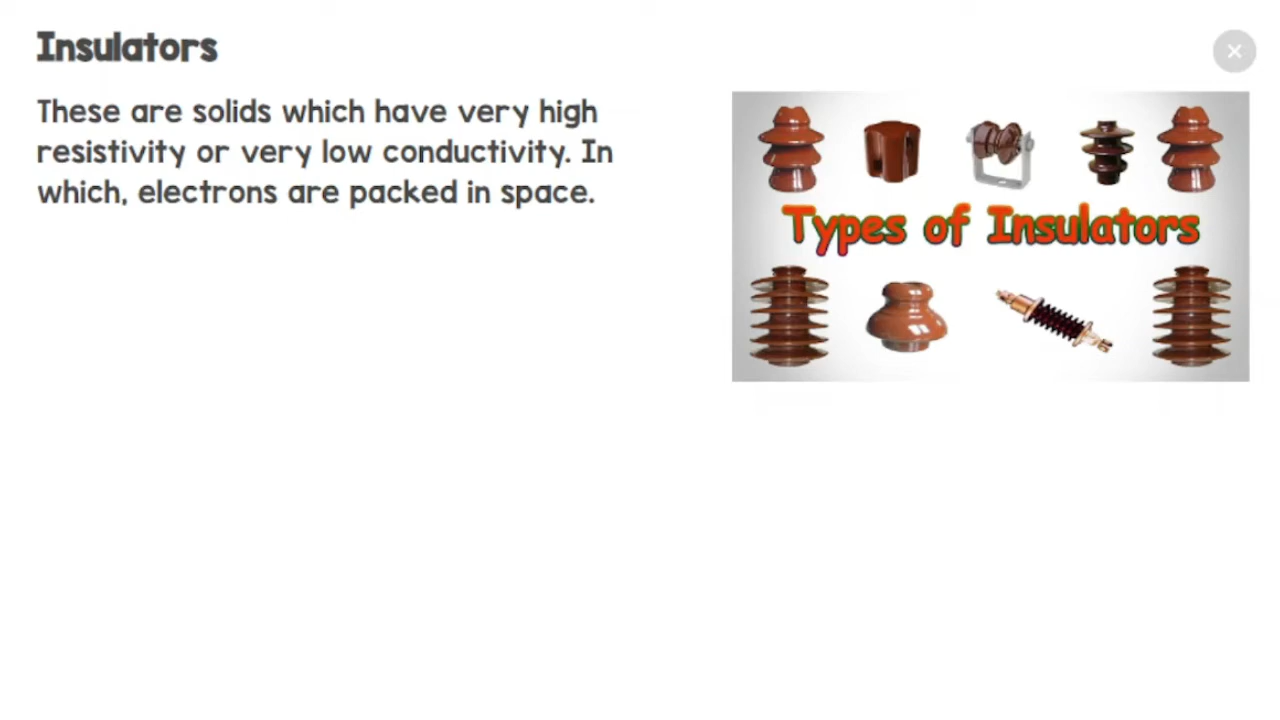 Insulators
These are solids which have very high
resistivity or very low conductivity. In
which, electrons are packed in space.
Types of Insulators